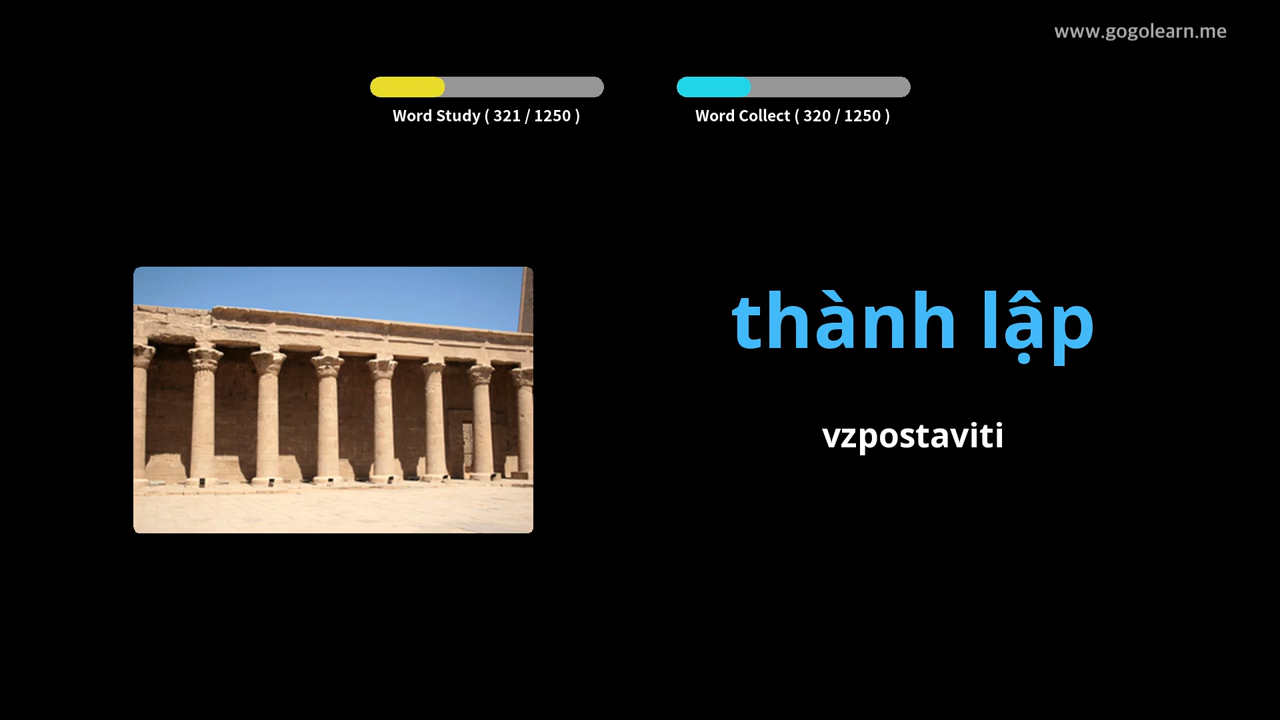 www.gogolearn.me
Word Study ( 321 / 1250 )
Word Collect ( 320 / 1250 )
thành lập
vzpostaviti